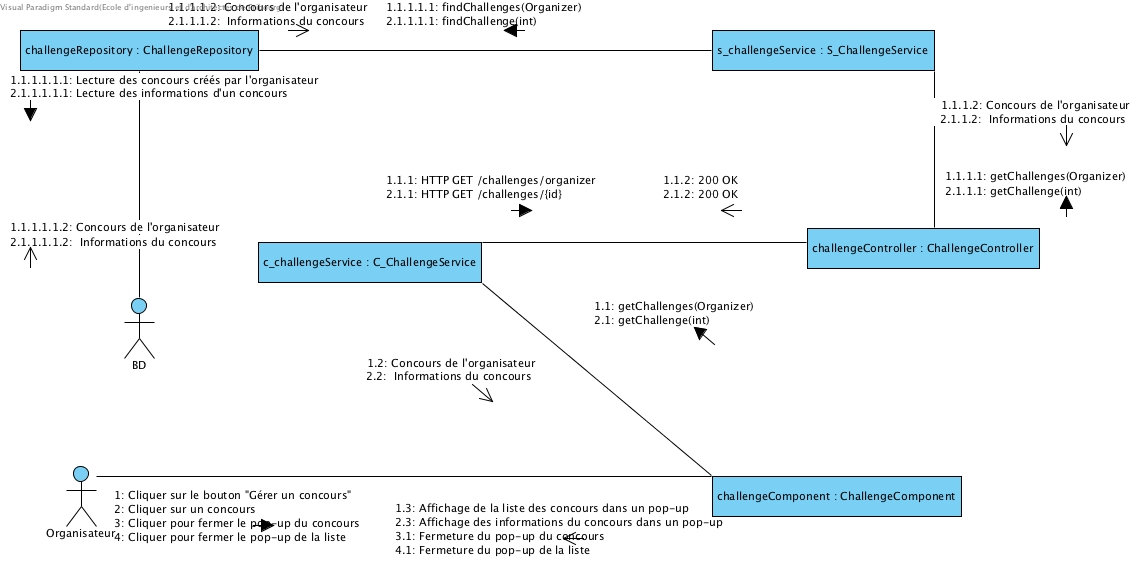 Visual Paradigm Standard(Ecole d'ingenieurs
1.1.1.1.1.2: Concours de l'organisateur
2.1.1.1.1.2: Informations du concours
1.1.1.1.1: findChallenges(Organizer)
2.1.1.1.1: findChallenge(int)
challengeRepository : ChallengeRepository
s_challengeService : S_ChallengeService
1.1.1.1.1.1: Lecture des concours créés par l'organisateur
2.1.1.1.1.1: Lecture des informations d'un concours
1.1.1.2: Concours de l'organisateur
2.1.1.2: Informations du concours
1.1.1.1: getChallenges(Organizer)
2.1.1.1: getChallenge(int)
1.1.1: HTTP GET /challenges/organizer
2.1.1: HTTP GET /challenges/{id}
1.1.2: 200 OK
2.1.2: 200 OK
1.1.1.1.1.2: Concours de l'organisateur
2.1.1.1.1.2: Informations du concours
c_challengeService : C_ChallengeService
challengeController : ChallengeController
1.1: getChallenges(Organizer)
2.1: getChallenge(int)
BD
1.2: Concours de l'organisateur
2.2: Informations du concours
challengeComponent : ChallengeComponent
Organisateur
1: Cliquer sur le bouton "Gérer un concours"
2: Cliquer sur un concours
3: Cliquer pour fermer le pop-up du concours
4: Cliquer pour fermer le pop-up de la liste
1.3: Affichage de la liste des concours dans un pop-up
2.3: Affichage des informations du concours dans un pop-up
3.1: Fermeture du pop-up du concours
4.1: Fermeture du pop-up de la liste